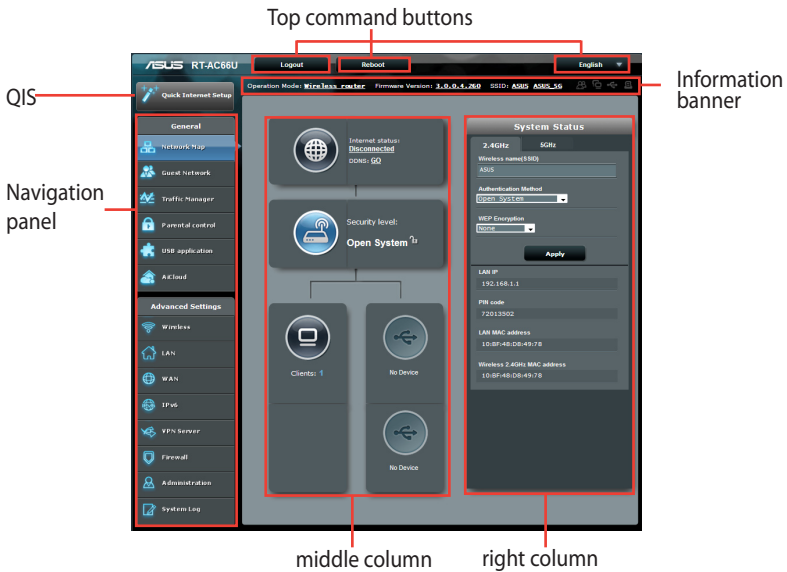 Top command buttons
/SUS RT-AC66U
Logout
Reboot
English
QIS
Quick Internet Setup
Operation Mode: Wireless router Firmware Version: 3.0.0.4.260 SSID: ASUS ASUS_5G
Information
banner
Navigation
panel
General
Network Map
Guest Network
Traffic Manager
Parental control
USB application
AiCloud
Advanced Settings
Wireless
LAN
WAN
IPv6
VPN Server
Firewall
Administration
System Log
Internet status:
Disconnected
DDNS: GO
Security level:
Open System
Clients: 1
No Device
No Device
System Status
2.4GHz
5GHz
Wireless name(SSID)
ASUS
Authentication Method
Open System
WEP Encryption
None
Apply
LAN IP
192.168.1.1
PIN code
72013502
LAN MAC address
10:BF:48:D8:49:78
Wireless 2.4GHz MAC address
10:BF:48:D8:49:78
middle column
right column